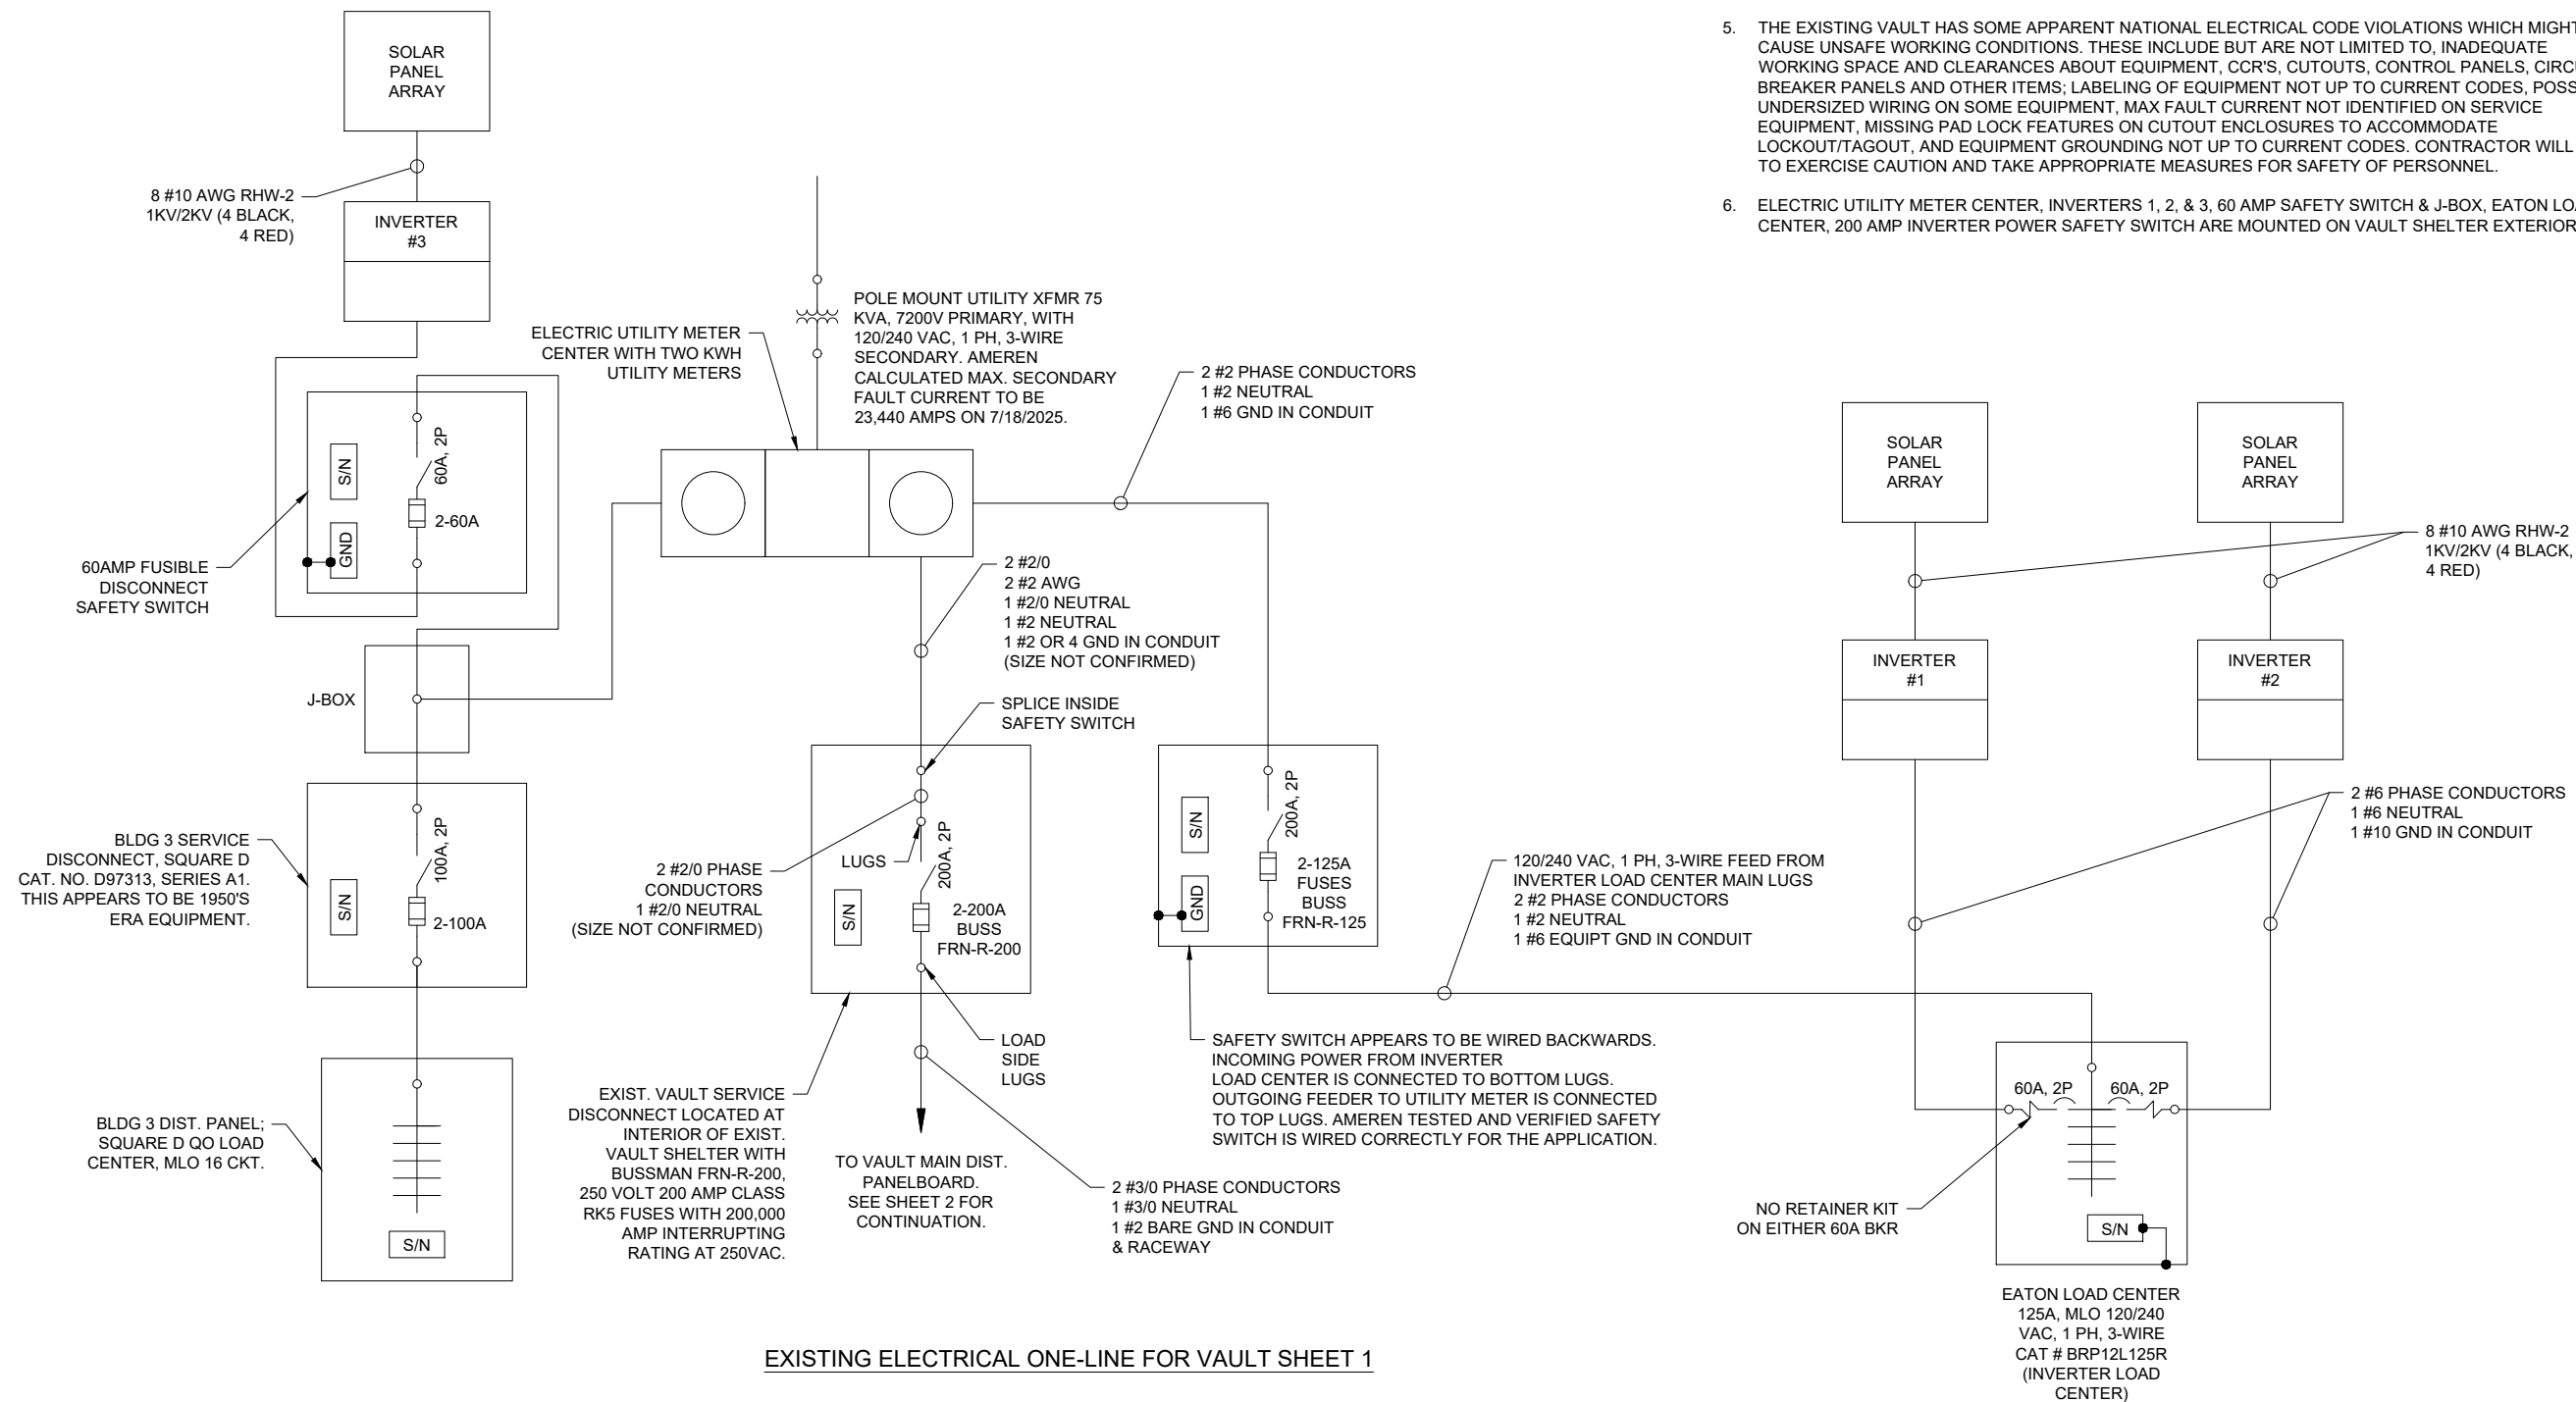 SOLAR
PANEL
ARRAY
8 #10 AWG RHW-2
1KV/2KV (4 BLACK,
4 RED)
INVERTER
#3
60A, 2P
S/N
2-60A
GND
60AMP FUSIBLE
DISCONNECT
SAFETY SWITCH
J-BOX
BLDG 3 SERVICE
DISCONNECT, SQUARE D
CAT. NO. D97313, SERIES A1.
THIS APPEARS TO BE 1950'S
ERA EQUIPMENT.
100A, 2P
S/N
2-100A
BLDG 3 DIST. PANEL;
SQUARE D QO LOAD
CENTER, MLO 16 CKT.
S/N
ELECTRIC UTILITY METER
CENTER WITH TWO KWH
UTILITY METERS
POLE MOUNT UTILITY XFMR 75
KVA, 7200V PRIMARY, WITH
120/240 VAC, 1 PH, 3-WIRE
SECONDARY. AMEREN
CALCULATED MAX. SECONDARY
FAULT CURRENT TO BE
23,440 AMPS ON 7/18/2025.
2 #2 PHASE CONDUCTORS
1 #2 NEUTRAL
1 #6 GND IN CONDUIT
2 #2/0
2 #2 AWG
1 #2/0 NEUTRAL
1 #2 NEUTRAL
1 #2 OR 4 GND IN CONDUIT
(SIZE NOT CONFIRMED)
SPLICE INSIDE
SAFETY SWITCH
2 #2/0 PHASE
CONDUCTORS
1 #2/0 NEUTRAL
(SIZE NOT CONFIRMED)
LUGS
200A, 2P
S/N
2-200A
BUSS
FRN-R-200
LOAD
SIDE
LUGS
EXIST. VAULT SERVICE
DISCONNECT LOCATED AT
INTERIOR OF EXIST.
VAULT SHELTER WITH
BUSSMAN FRN-R-200,
250 VOLT 200 AMP CLASS
RK5 FUSES WITH 200,000
AMP INTERRUPTING
RATING AT 250VAC.
TO VAULT MAIN DIST.
PANELBOARD.
SEE SHEET 2 FOR
CONTINUATION.
2 #3/0 PHASE CONDUCTORS
1 #3/0 NEUTRAL
1 #2 BARE GND IN CONDUIT
& RACEWAY
200A, 2P
S/N
GND
2-125A
FUSES
BUSS
FRN-R-125
SAFETY SWITCH APPEARS TO BE WIRED BACKWARDS.
INCOMING POWER FROM INVERTER
LOAD CENTER IS CONNECTED TO BOTTOM LUGS.
OUTGOING FEEDER TO UTILITY METER IS CONNECTED
TO TOP LUGS. AMEREN TESTED AND VERIFIED SAFETY
SWITCH IS WIRED CORRECTLY FOR THE APPLICATION.
120/240 VAC, 1 PH, 3-WIRE FEED FROM
INVERTER LOAD CENTER MAIN LUGS
2 #2 PHASE CONDUCTORS
1 #2 NEUTRAL
1 #6 EQUIPT GND IN CONDUIT
5. THE EXISTING VAULT HAS SOME APPARENT NATIONAL ELECTRICAL CODE VIOLATIONS WHICH MIGHT
CAUSE UNSAFE WORKING CONDITIONS. THESE INCLUDE BUT ARE NOT LIMITED TO, INADEQUATE
WORKING SPACE AND CLEARANCES ABOUT EQUIPMENT, CCR'S, CUTOUTS, CONTROL PANELS,
BREAKER PANELS AND OTHER ITEMS; LABELING OF EQUIPMENT NOT UP TO CURRENT CODES,
UNDERSIZED WIRING ON SOME EQUIPMENT, MAX FAULT CURRENT NOT IDENTIFIED ON SERVICE
EQUIPMENT, MISSING PAD LOCK FEATURES ON CUTOUT ENCLOSURES TO ACCOMMODATE
LOCKOUT/TAGOUT, AND EQUIPMENT GROUNDING NOT UP TO CURRENT CODES. CONTRACTOR WILL
TO EXERCISE CAUTION AND TAKE APPROPRIATE MEASURES FOR SAFETY OF PERSONNEL.
6. ELECTRIC UTILITY METER CENTER, INVERTERS 1, 2, & 3, 60 AMP SAFETY SWITCH & J-BOX, EATON
CENTER, 200 AMP INVERTER POWER SAFETY SWITCH ARE MOUNTED ON VAULT SHELTER EXTERIOR
SOLAR
PANEL
ARRAY
SOLAR
PANEL
ARRAY
8 #10 AWG RHW-2
1KV/2KV (4 BLACK,
4 RED)
INVERTER
#1
INVERTER
#2
2 #6 PHASE CONDUCTORS
1 #6 NEUTRAL
1 #10 GND IN CONDUIT
60A, 2P
60A, 2P
NO RETAINER KIT
ON EITHER 60A BKR
S/N
EATON LOAD CENTER
125A, MLO 120/240
VAC, 1 PH, 3-WIRE
CAT # BRP12L125R
(INVERTER LOAD
CENTER)
EXISTING ELECTRICAL ONE-LINE FOR VAULT SHEET 1